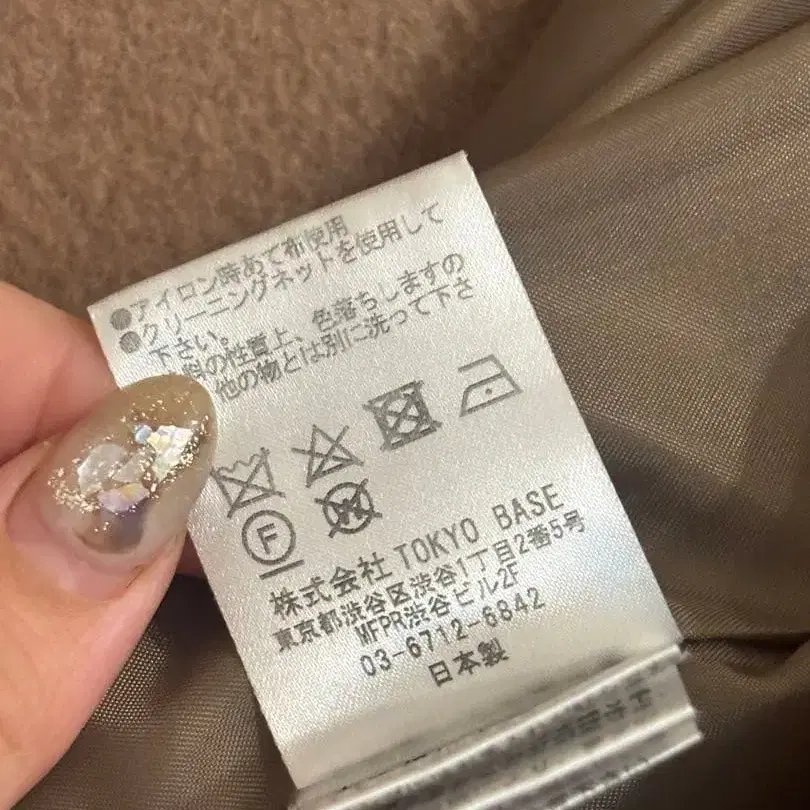 ●アイロン時あて布使用
●クリーニングネットを使用して
下さい。
の性質上、色落ちしますの
他の物とは別に洗って下さ
F
W
株式会社 TOKYO BASE
東京都渋谷区渋谷1丁目2番5号
MFPR渋谷ビル2F
03-6712-6842
日本製